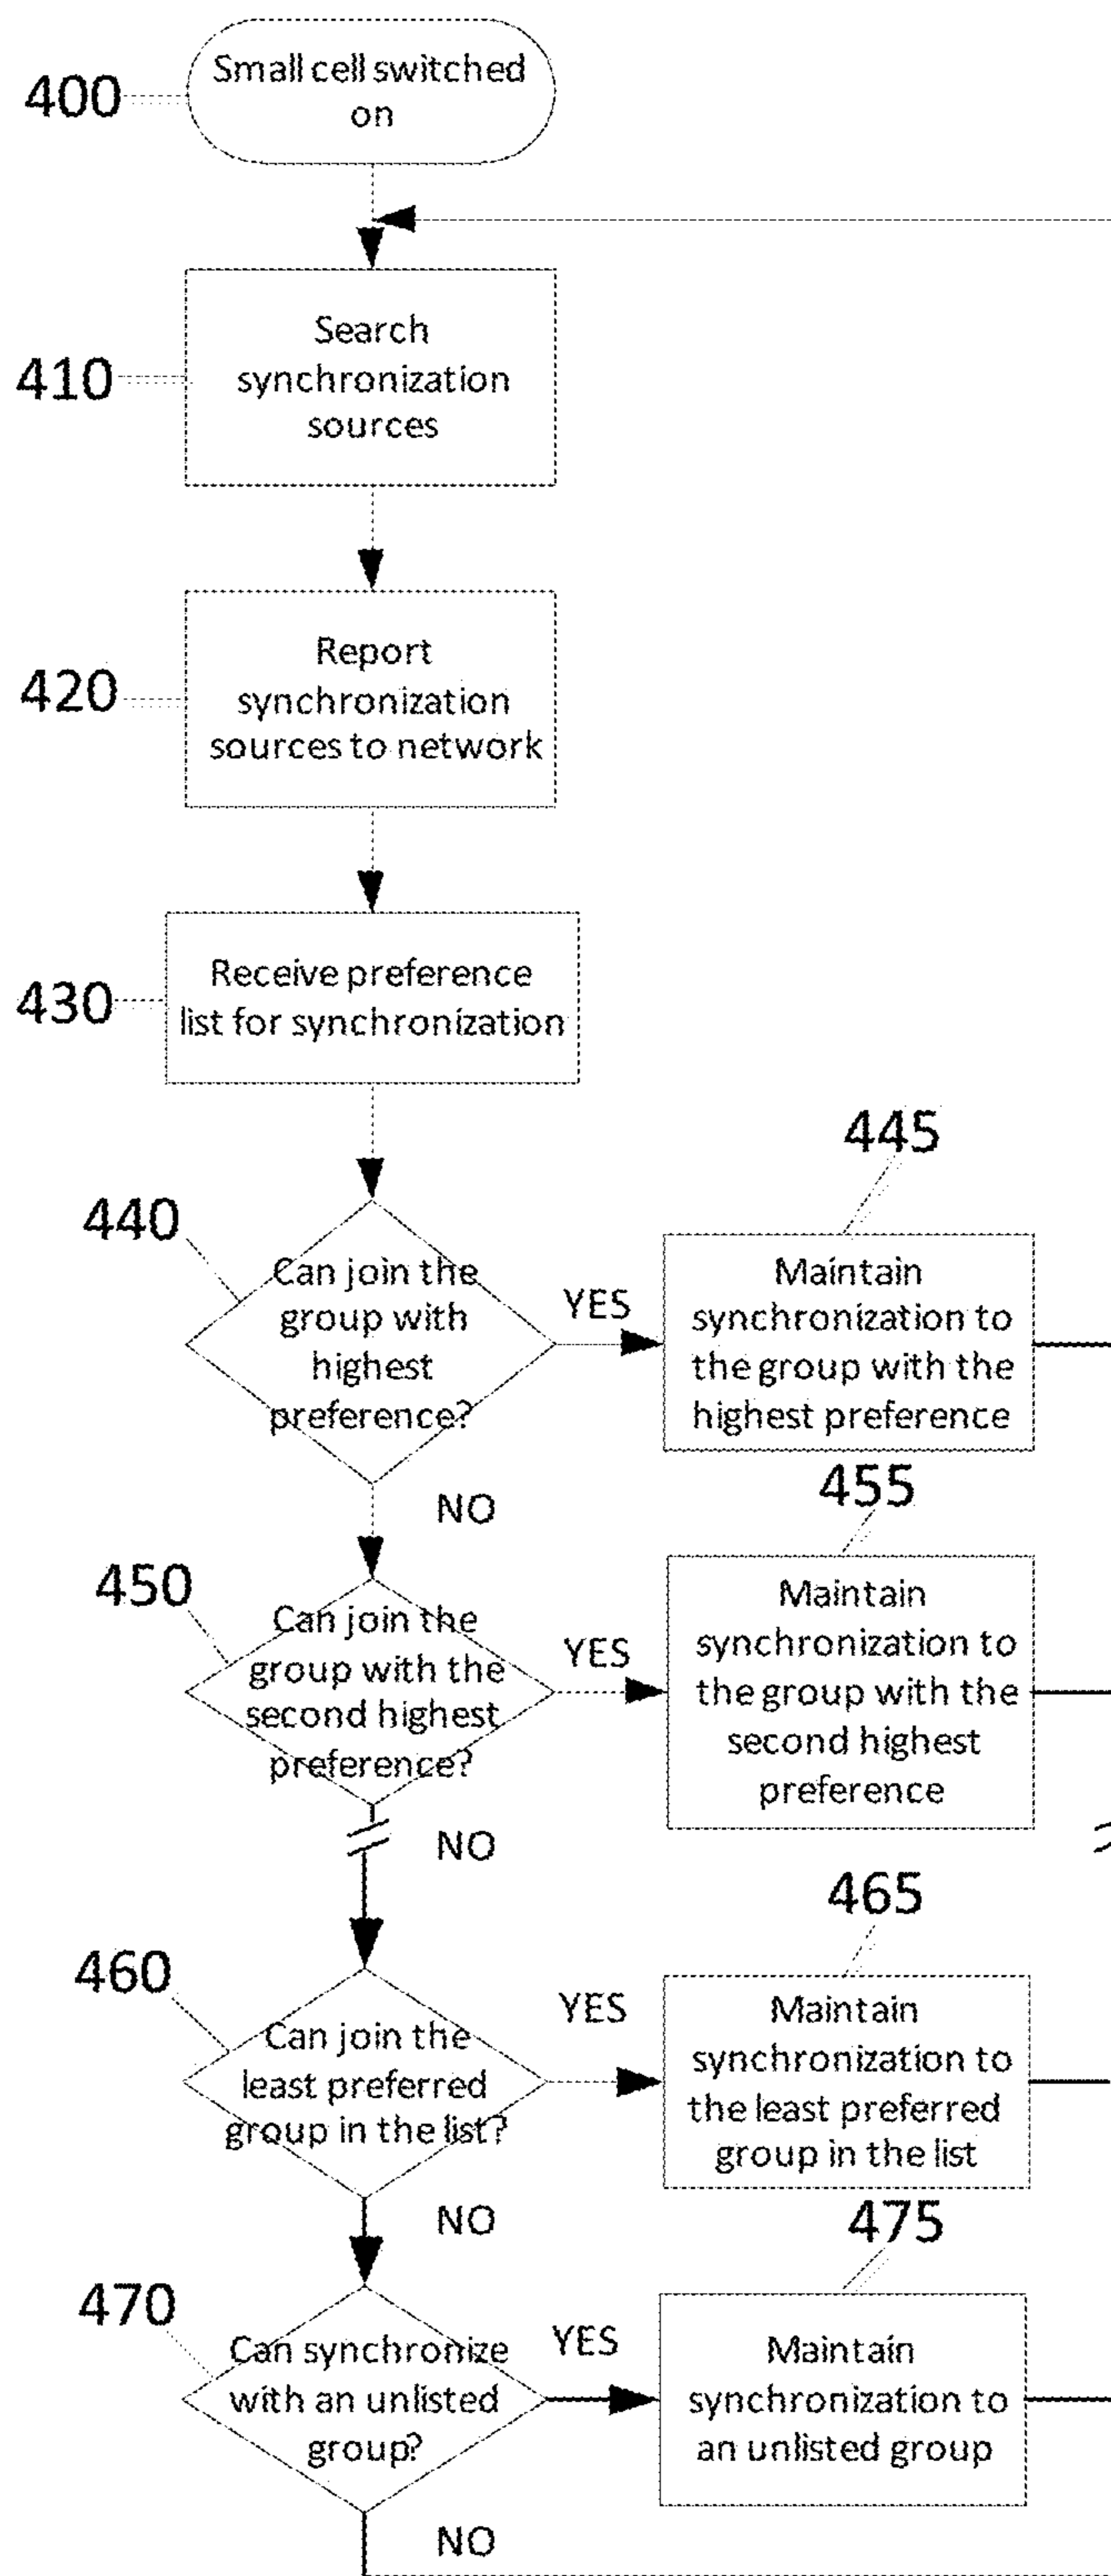 400
Small cell switched
on
410
Search
synchronization
sources
420
Report
synchronization
sources to network
430
Receive preference
list for synchronization
440
Can join the
group with
highest
preference?
YES
445
Maintain
synchronization to
the group with the
highest preference
NO
450
Can join the
group with the
second highest
preference?
YES
455
Maintain
synchronization to
the group with the
second highest
preference
NO
460
Can join the
least preferred
group in the list?
YES
465
Maintain
synchronization to
the least preferred
group in the list
NO
470
Can synchronize
with an unlisted
group?
YES
475
Maintain
synchronization to
an unlisted group
NO